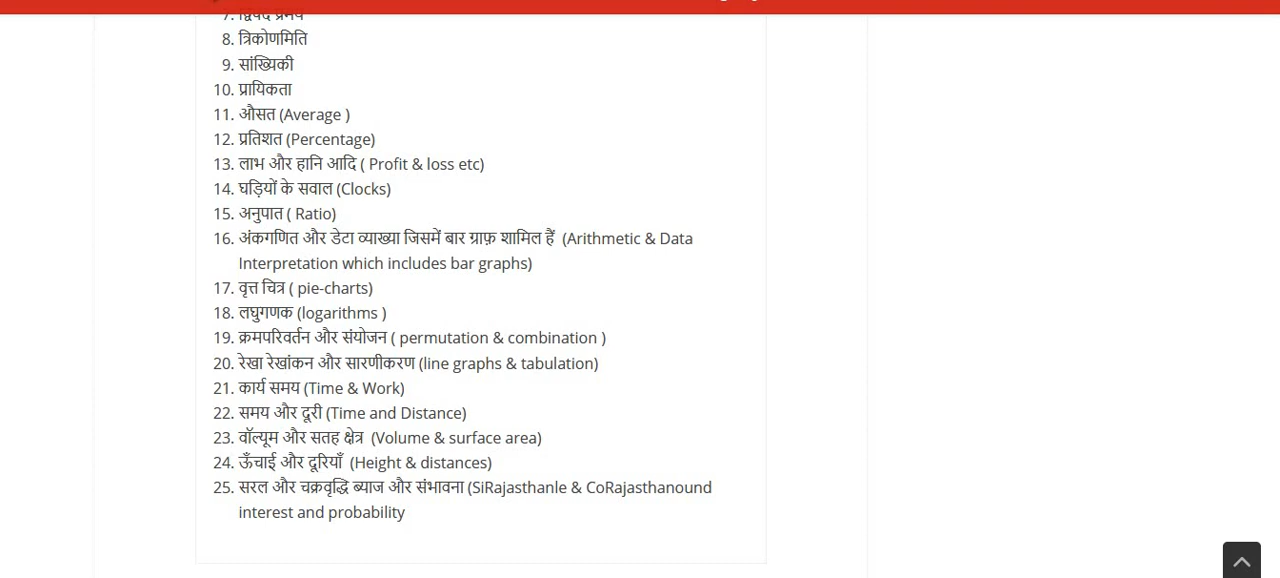 7. द्विपद प्रमेय
8. त्रिकोणमिति
9. सांख्यिकी
10. प्रायिकता
11. औसत (Average )
12. प्रतिशत (Percentage)
13. लाभ और हानि आदि ( Profit & loss etc)
14. घड़ियों के सवाल (Clocks)
15. अनुपात ( Ratio)
16. अंकगणित और डेटा व्याख्या जिसमें बार ग्राफ़ शामिल हैं  (Arithmetic & Data
Interpretation which includes bar graphs)
17. वृत्त चित्र ( pie-charts)
18. लघुगणक (logarithms )
19. क्रमपरिवर्तन और संयोजन ( permutation & combination )
20. रेखा रेखांकन और सारणीकरण (line graphs & tabulation)
21. कार्य समय (Time & Work)
22. समय और दूरी (Time and Distance)
23. वॉल्यूम और सतह क्षेत्र  (Volume & surface area)
24. ऊँचाई और दूरियाँ  (Height & distances)
25. सरल और चक्रवृद्धि ब्याज और संभावना (SiRajasthanle & CoRajasthanound
interest and probability